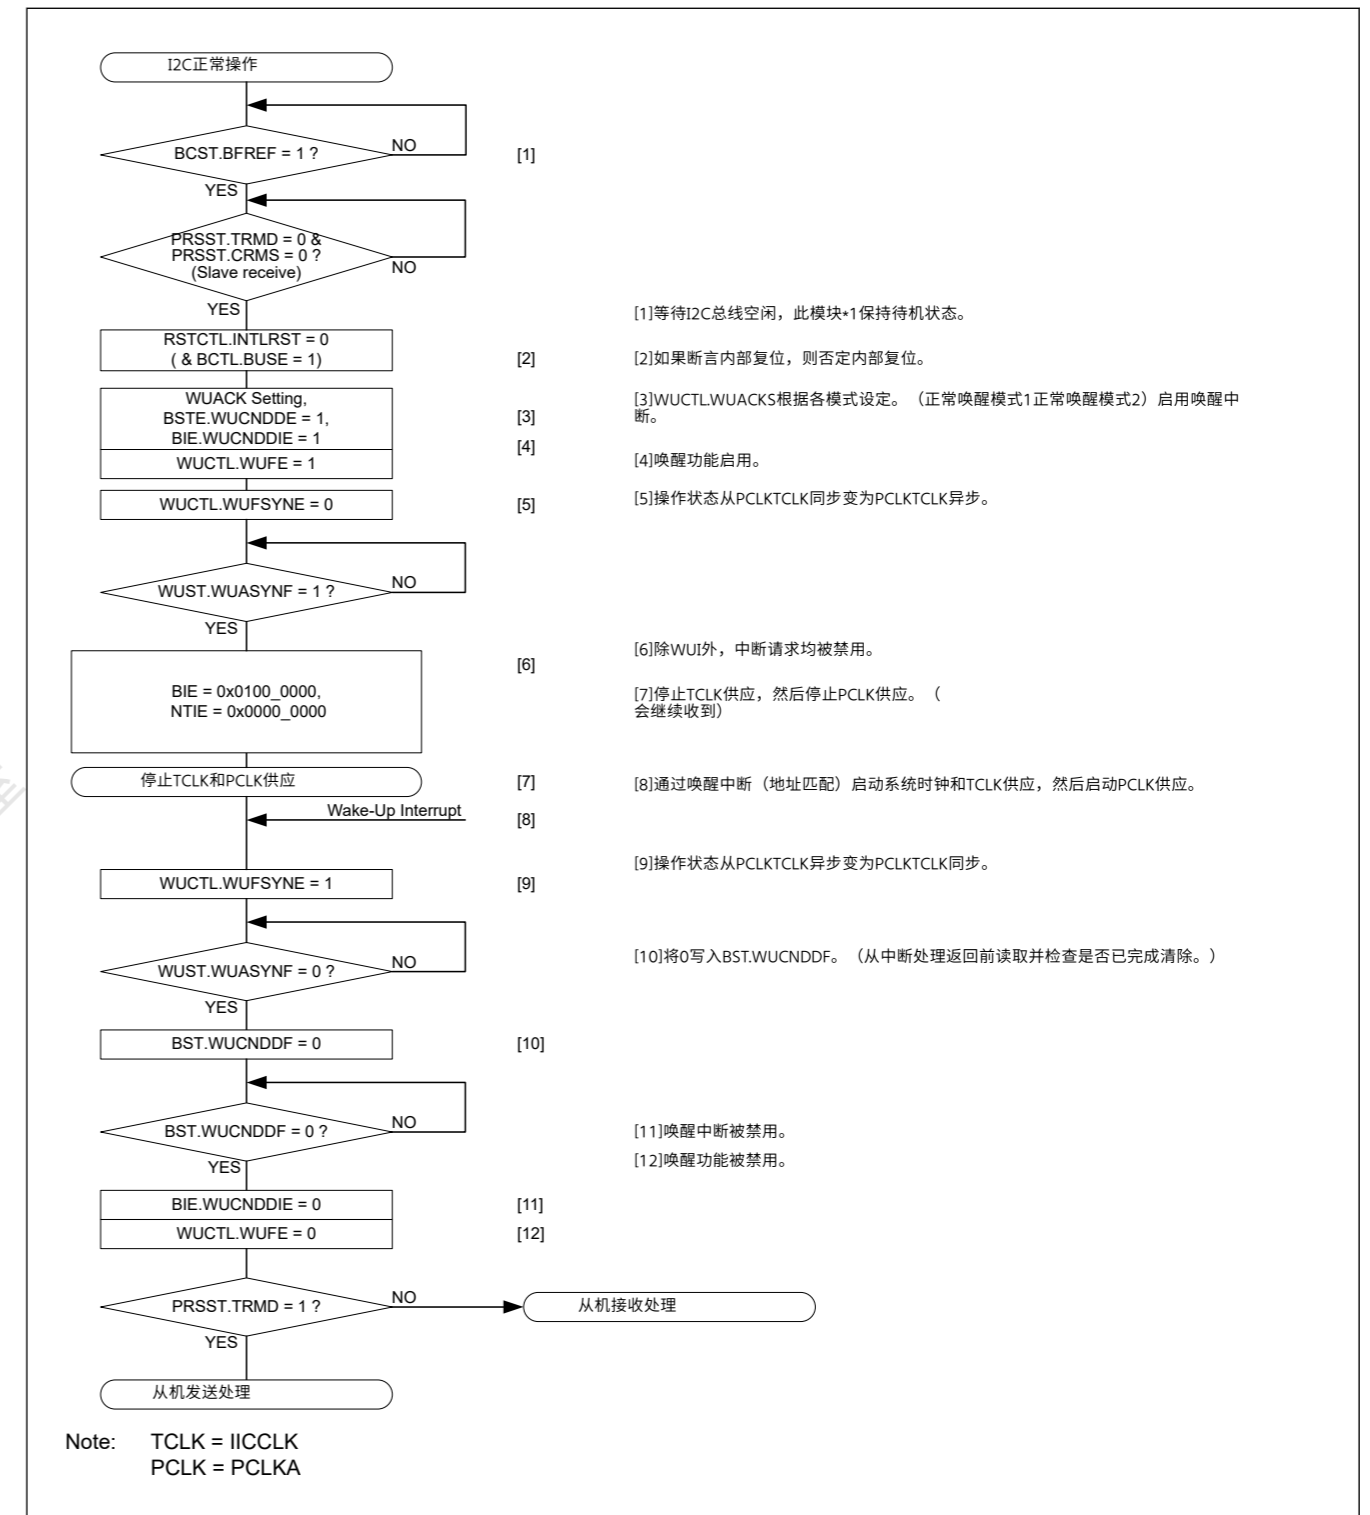 I2C正常操作
BCST.BFREF = 1 ?
NO
[1]
YES
PRSST.TRMD = 0 &
PRSST.CRMS = 0 ?
(Slave receive)
NO
YES
[1]等待I2C总线空闲，此模块*1保持待机状态。
RSTCTL.INTLRST = 0
( & BCTL.BUSE = 1)
[2]
[2]如果断言内部复位，则否定内部复位。
WUACK Setting,
BSTE.WUCNDDE = 1,
BIE.WUCNDDIE = 1
[3]
[3]WUCTL.WUACKS根据各模式设定。（正常唤醒模式1正常唤醒模式2）启用唤醒中
断。
[4]
WUCTL.WUFE = 1
[4]唤醒功能启用。
WUCTL.WUFSYNE = 0
[5]
[5]操作状态从PCLKTCLK同步变为PCLKTCLK异步。
WUST.WUASYNF = 1 ?
NO
YES
[6]
[6]除WUI外，中断请求均被禁用。
BIE = 0x0100_0000,
NTIE = 0x0000_0000
[7]停止TCLK供应，然后停止PCLK供应。（
会继续收到）
停止TCLK和PCLK供应
[7]
[8]通过唤醒中断（地址匹配）启动系统时钟和TCLK供应，然后启动PCLK供应。
Wake-Up Interrupt
[8]
[9]操作状态从PCLKTCLK异步变为PCLKTCLK同步。
WUCTL.WUFSYNE = 1
[9]
WUST.WUASYNF = 0 ?
NO
[10]将0写入BST.WUCNDDF。（从中断处理返回前读取并检查是否已完成清除。）
YES
BST.WUCNDDF = 0
[10]
BST.WUCNDDF = 0 ?
NO
[11]唤醒中断被禁用。
YES
[12]唤醒功能被禁用。
BIE.WUCNDDIE = 0
[11]
WUCTL.WUFE = 0
[12]
PRSST.TRMD = 1 ?
NO
从机接收处理
YES
从机发送处理
Note: TCLK = IICCLK
PCLK = PCLKA